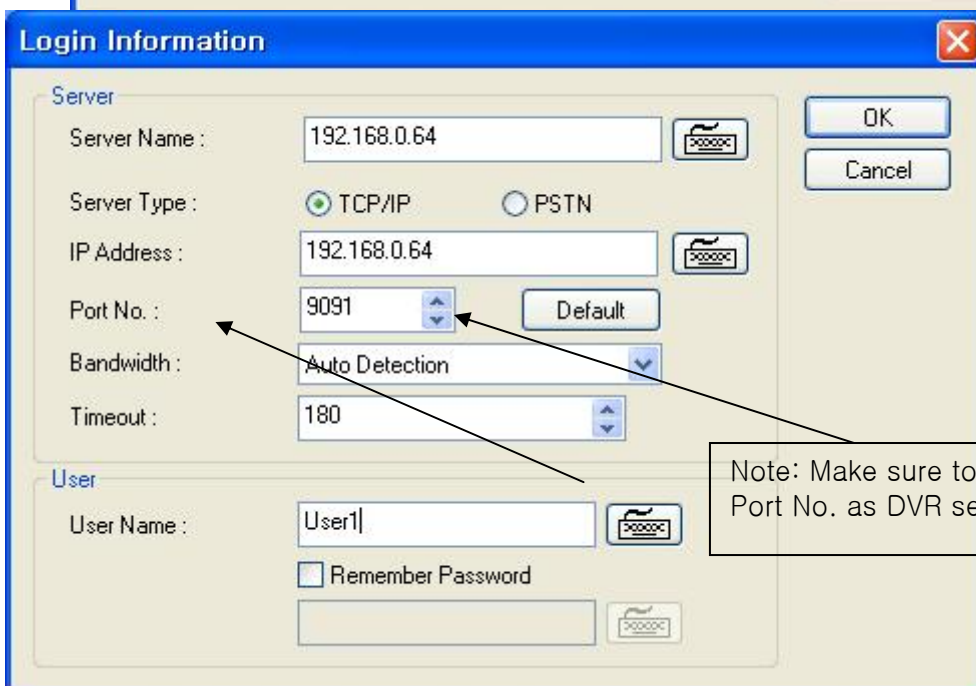 Login Information
Server
Server Name : 192.168.0.64
OK
Cancel
Server Type : TCP/IP PSTN
IP Address : 192.168.0.64
Port No. : 9091 Default
Bandwidth : Auto Detection
Timeout : 180
Note: Make sure to
Port No. as DVR se
User
User Name : User1
Remember Password